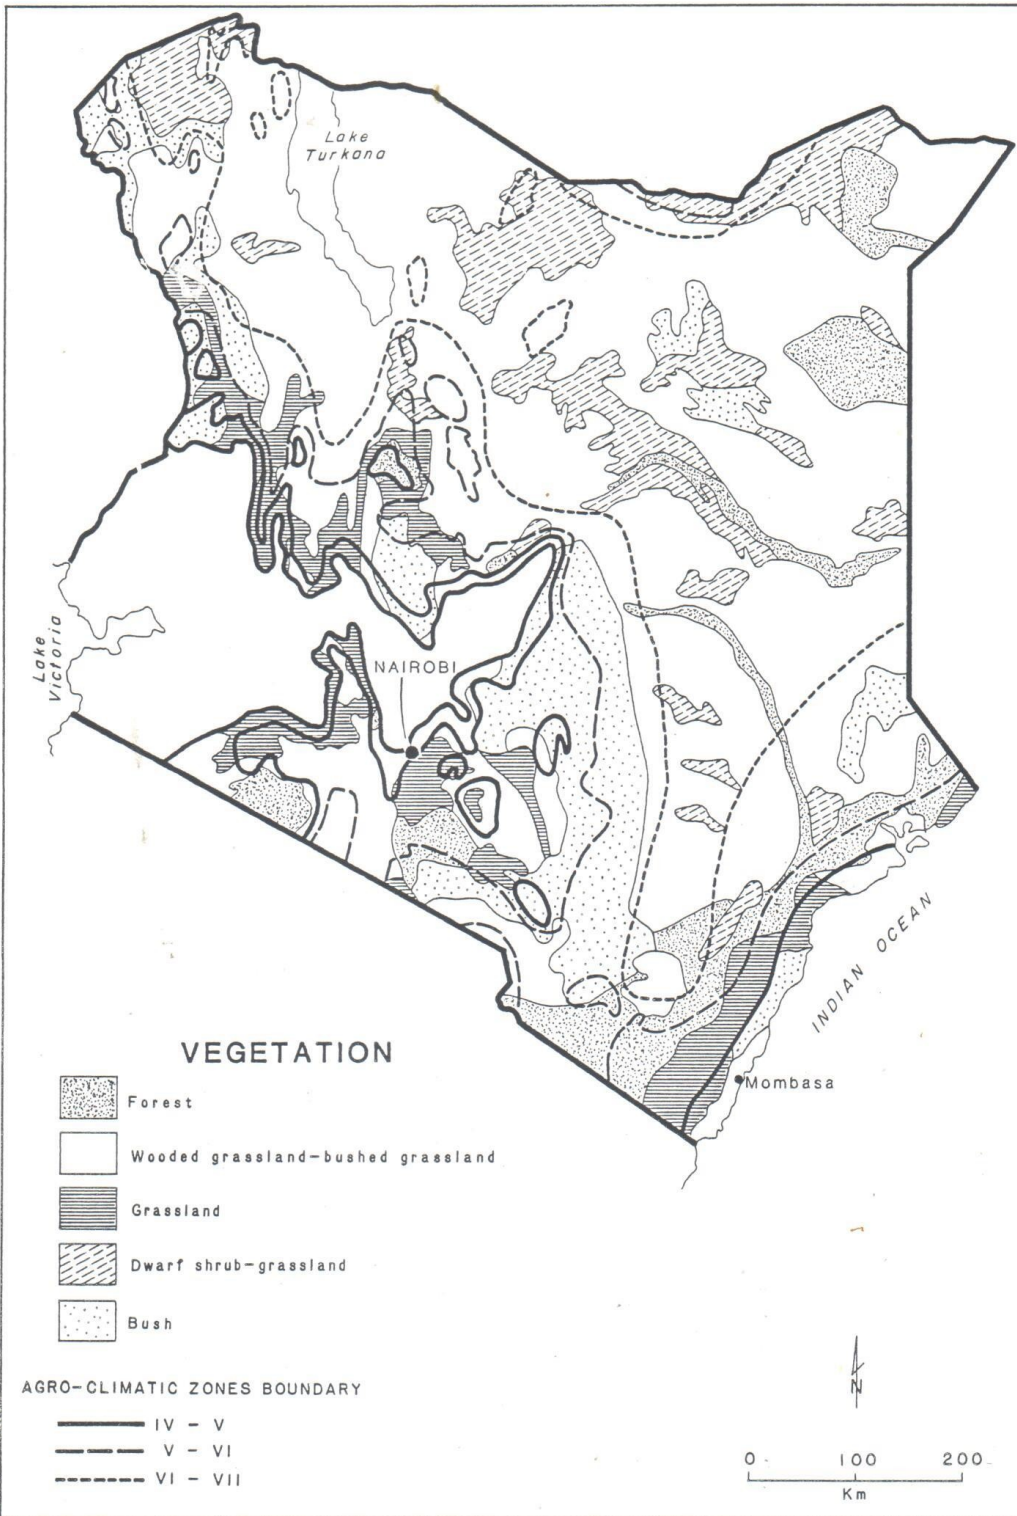 Lake
Turkana
Lake
Victoria
NAIROBI
INDIAN OCEAN
Mombasa
VEGETATION
Forest
Wooded grassland-bushed grassland
Grassland
Dwarf shrub-grassland
Bush
AGRO-CLIMATIC ZONES BOUNDARY
IV - V
V - VI
VI - VII
N
0 100 200
Km